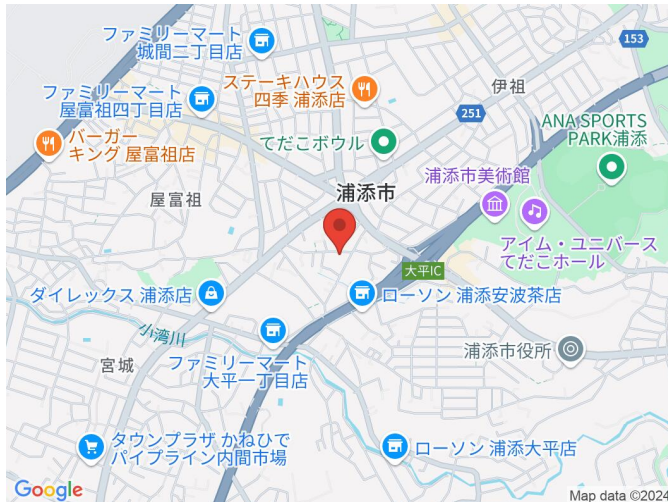 ファミリーマート
城間二丁目店
153
ステーキハウス
四季 浦添店
伊祖
ファミリーマート
屋富祖四丁目店
251
ANA SPORTS
PARK浦添
バーガー
キング 屋富祖店
てだこボウル
浦添市美術館
浦添市
屋富祖
アイム・ユニバース
てだこホール
大平IC
ダイレックス 浦添店
ローソン 浦添安波茶店
小湾川
浦添市役所
宮城
ファミリーマート
大平一丁目店
タウンプラザ かねひで
パイプライン内間市場
ローソン 浦添大平店
Google
Map data ©2024